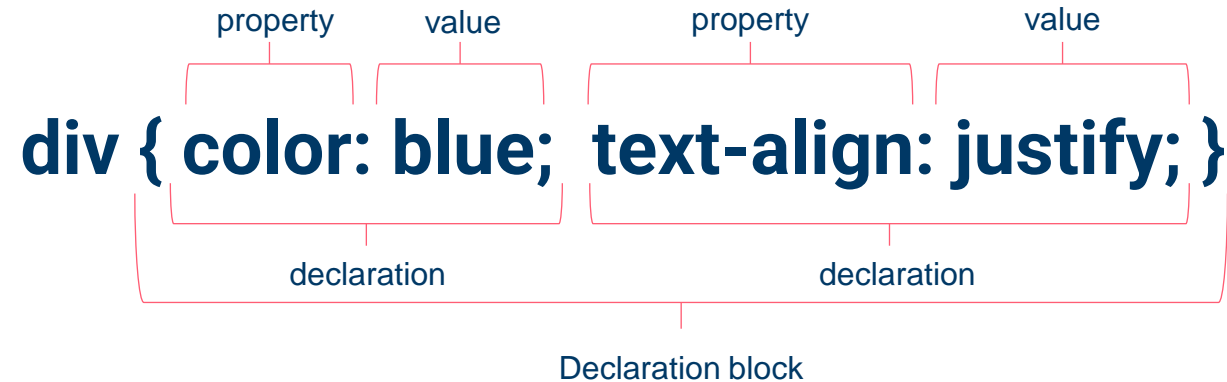 property value property value
div { color: blue; text-align: justify; }
declaration declaration
Declaration block